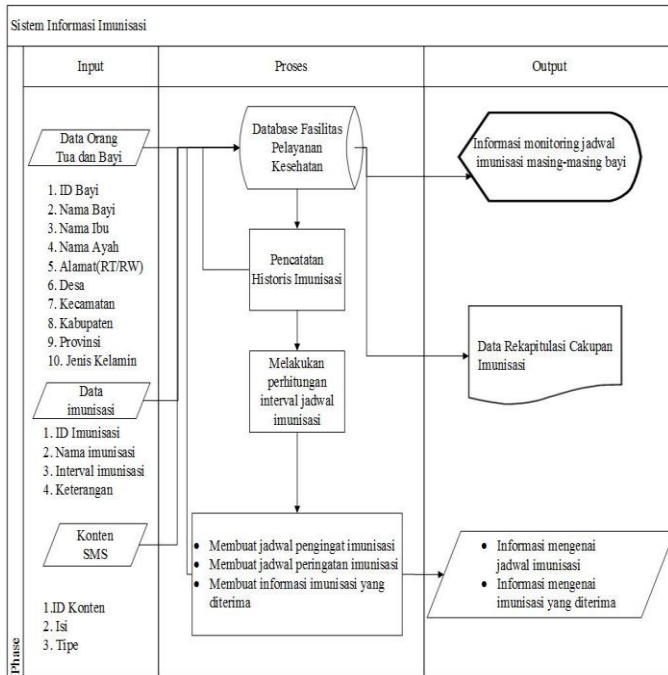 Sistem Informasi Imunisasi
Phase
Input
Proses
Output
Data Orang
Tua dan Bayi
1. ID Bayi
2. Nama Bayi
3. Nama Ibu
4. Nama Ayah
5. Alamat(RT/RW)
6. Desa
7. Kecamatan
8. Kabupaten
9. Provinsi
10. Jenis Kelamin
Data
imunisasi
1. ID Imunisasi
2. Nama imunisasi
3. Interval imunisasi
4. Keterangan
Konten
SMS
1.ID Konten
2. Isi
3. Tipe
Database Fasilitas
Pelayanan
Kesehatan
Pencatatan
Historis Imunisasi
Melakukan
perhitungan
interval jadwal
imunisasi
• Membuat jadwal pengingat imunisasi
• Membuat jadwal peringatan imunisasi
• Membuat informasi imunisasi yang
diterima
Informasi monitoring jadwal
imunisasi masing-masing bayi
Data Rekapitulasi Cakupan
Imunisasi
• Informasi mengenai
jadwal imunisasi
• Informasi mengenai
imunisasi yang diterima